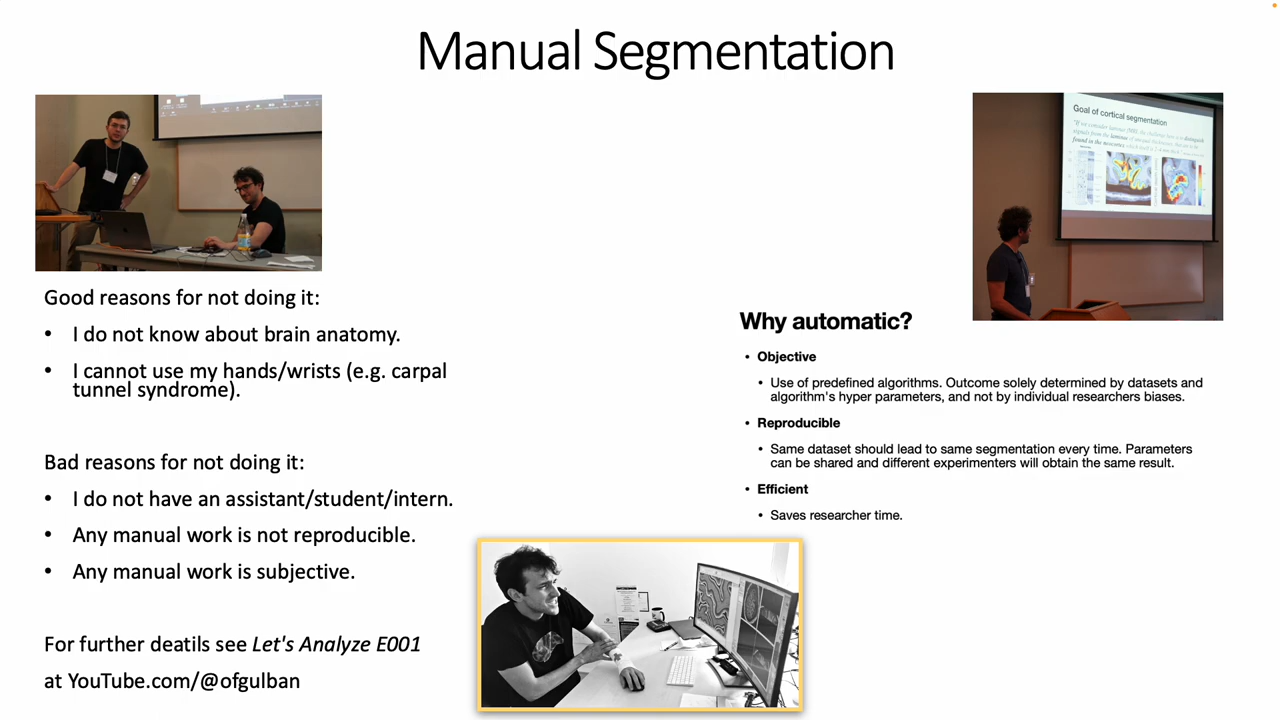 Manual Segmentation
Goal of cortical segmentation
found in the neocortex
Good reasons for not doing it:
• I do not know about brain anatomy.
• I cannot use my hands/wrists (e.g. carpal
tunnel syndrome).
Bad reasons for not doing it:
• I do not have an assistant/student/intern.
• Any manual work is not reproducible.
• Any manual work is subjective.
For further deatils see Let's Analyze E001
at YouTube.com/@ofgulban
Why automatic?
• Objective
• Use of predefined algorithms. Outcome solely determined by datasets and
algorithm's hyper parameters, and not by individual researchers biases.
• Reproducible
• Same dataset should lead to same segmentation every time. Parameters
can be shared and different experimenters will obtain the same result.
• Efficient
• Saves researcher time.